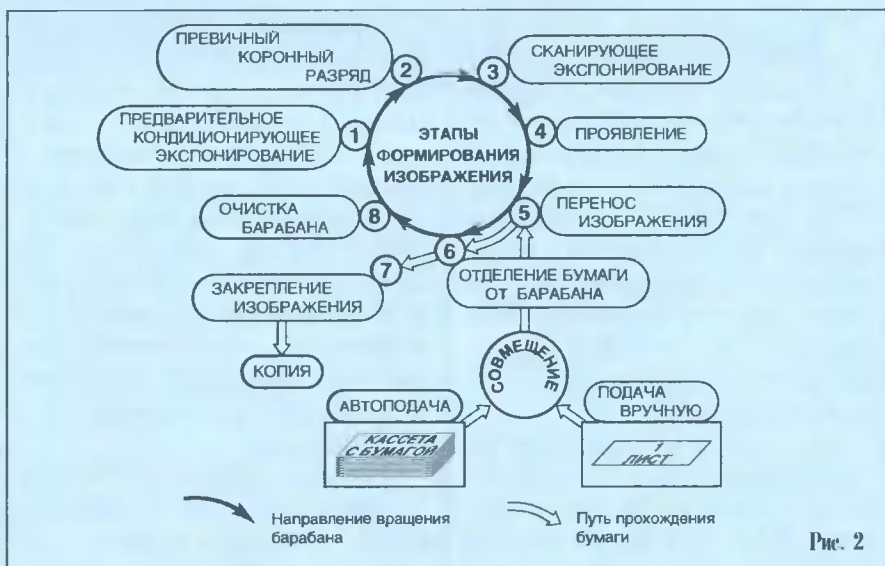 ПРЕВИЧНЫЙ
КОРОННЫЙ
РАЗРЯД
2
3
СКАНИРУЮЩЕЕ
ЭКСПОНИРОВАНИЕ
ПРЕДВАРИТЕЛЬНОЕ
КОНДИЦИОНИРУЮЩЕЕ
ЭКСПОНИРОВАНИЕ
1
ЭТАПЫ
ФОРМИРОВАНИЯ
ИЗОБРАЖЕНИЯ
4
ПРОЯВЛЕНИЕ
ОЧИСТКА
БАРАБАНА
8
5
ПЕРЕНОС
ИЗОБРАЖЕНИЯ
6
7
ЗАКРЕПЛЕНИЕ
ИЗОБРАЖЕНИЯ
ОТДЕЛЕНИЕ БУМАГИ
ОТ БАРАБАНА
КОПИЯ
СОВМЕЩЕНИЕ
АВТОПОДАЧА
КАССЕТА
С БУМАГОЙ
ПОДАЧА
ВРУЧНУЮ
1
ЛИСТ
Направление вращения
барабана
Путь прохождения
бумаги
Рис. 2